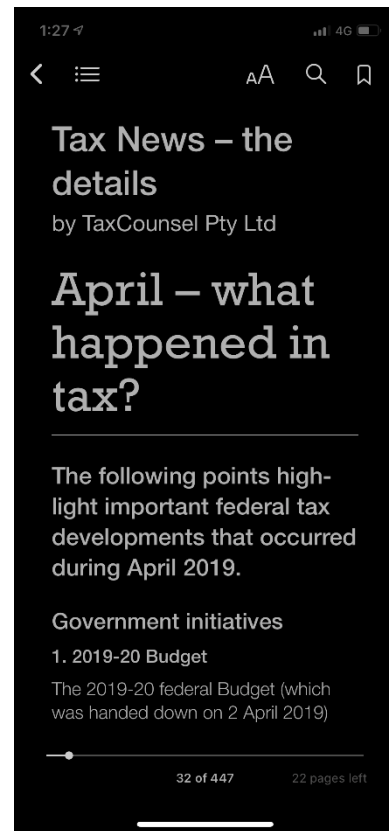 1:27 4G
AA
Tax News – the
details
by TaxCounsel Pty Ltd
April – what
happened in
tax?
The following points high-
light important federal tax
developments that occurred
during April 2019.
Government initiatives
1. 2019-20 Budget
The 2019-20 federal Budget (which
was handed down on 2 April 2019)
32 of 447 22 pages left